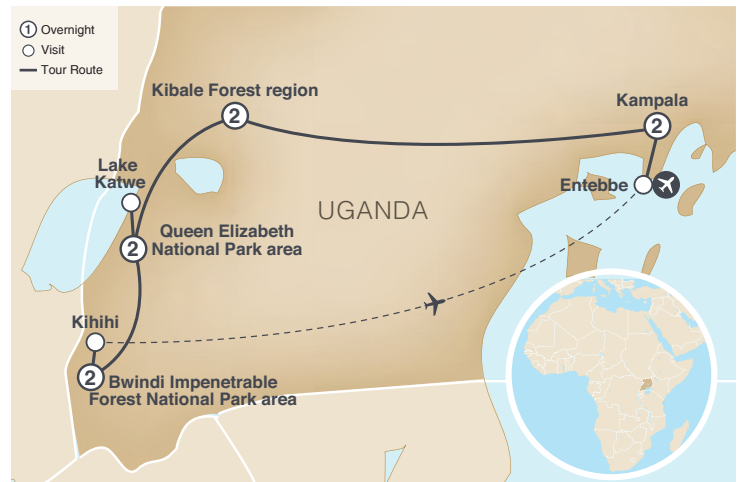 1 Overnight
Visit
Tour Route
Kibale Forest region
2
Kampala
2
Lake
Katwe
Entebbe
UGANDA
2
Queen Elizabeth
National Park area
Kihihi
2
Bwindi Impenetrable
Forest National Park area